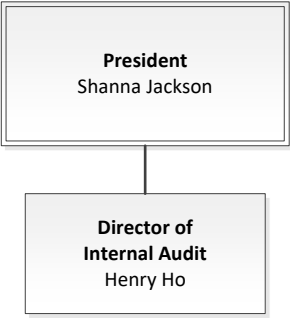 President
Shanna Jackson
Director of
Internal Audit
Henry Ho